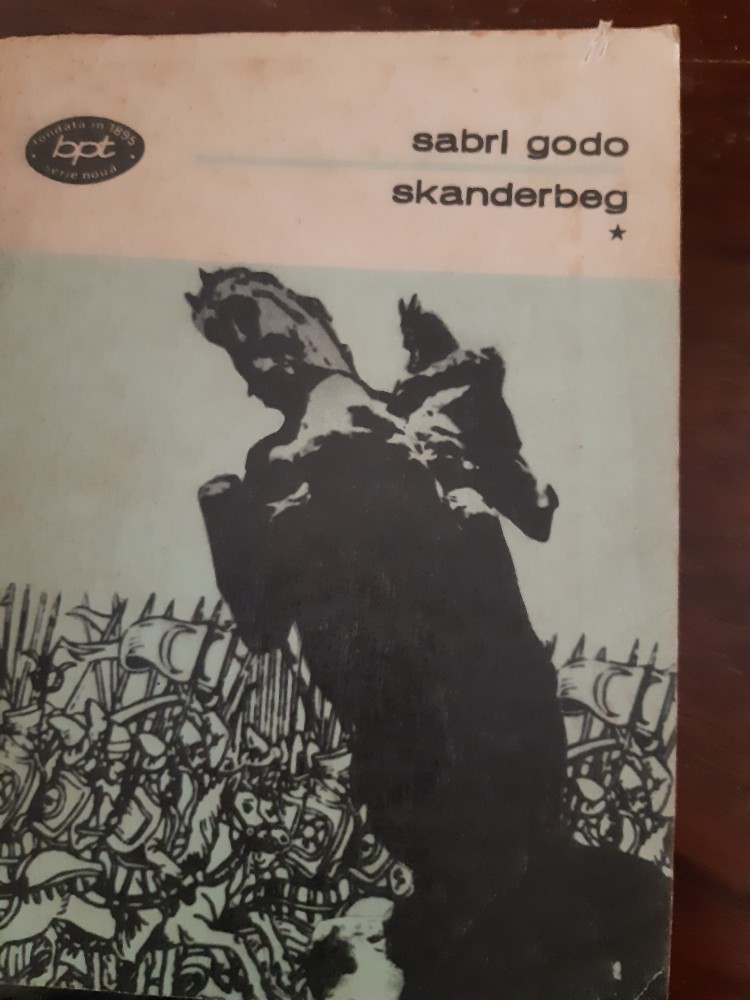 fondată în 1895
bpt
serie nouă
sabri godo
skanderbeg
*